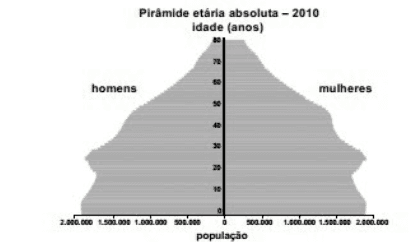 Pirâmide etária absoluta – 2010
idade (anos)
80
70
homens
mulheres
60
50
40
30
20
10
0
2.000.000 1.500.000 1.000.000 500.000 0 500.000 1.000.000 1.500.000 2.000.000
população